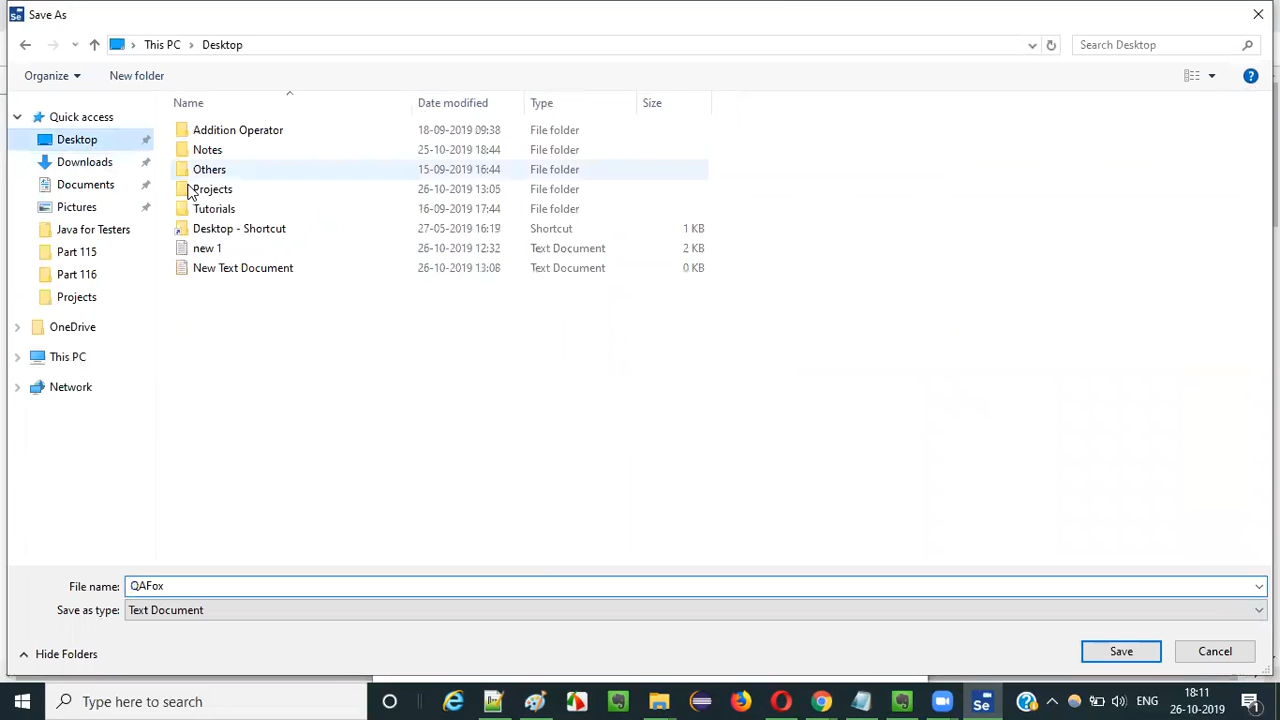 Se Save As
This PC > Desktop
Search Desktop
Organize
New folder
Name Date modified Type Size
Quick access
Desktop
Downloads
Documents
Pictures
Java for Testers
Part 115
Part 116
Projects
OneDrive
This PC
Network
Addition Operator 18-09-2019 09:38 File folder
Notes 25-10-2019 18:44 File folder
Others 15-09-2019 16:44 File folder
Projects 26-10-2019 13:05 File folder
Tutorials 16-09-2019 17:44 File folder
Desktop - Shortcut 27-05-2019 16:19 Shortcut 1 KB
new 1 26-10-2019 12:32 Text Document 2 KB
New Text Document 26-10-2019 13:08 Text Document 0 KB
File name: QAFox
Save as type: Text Document
Hide Folders
Save Cancel
Type here to search
Se
ENG
18:11
26-10-2019
1